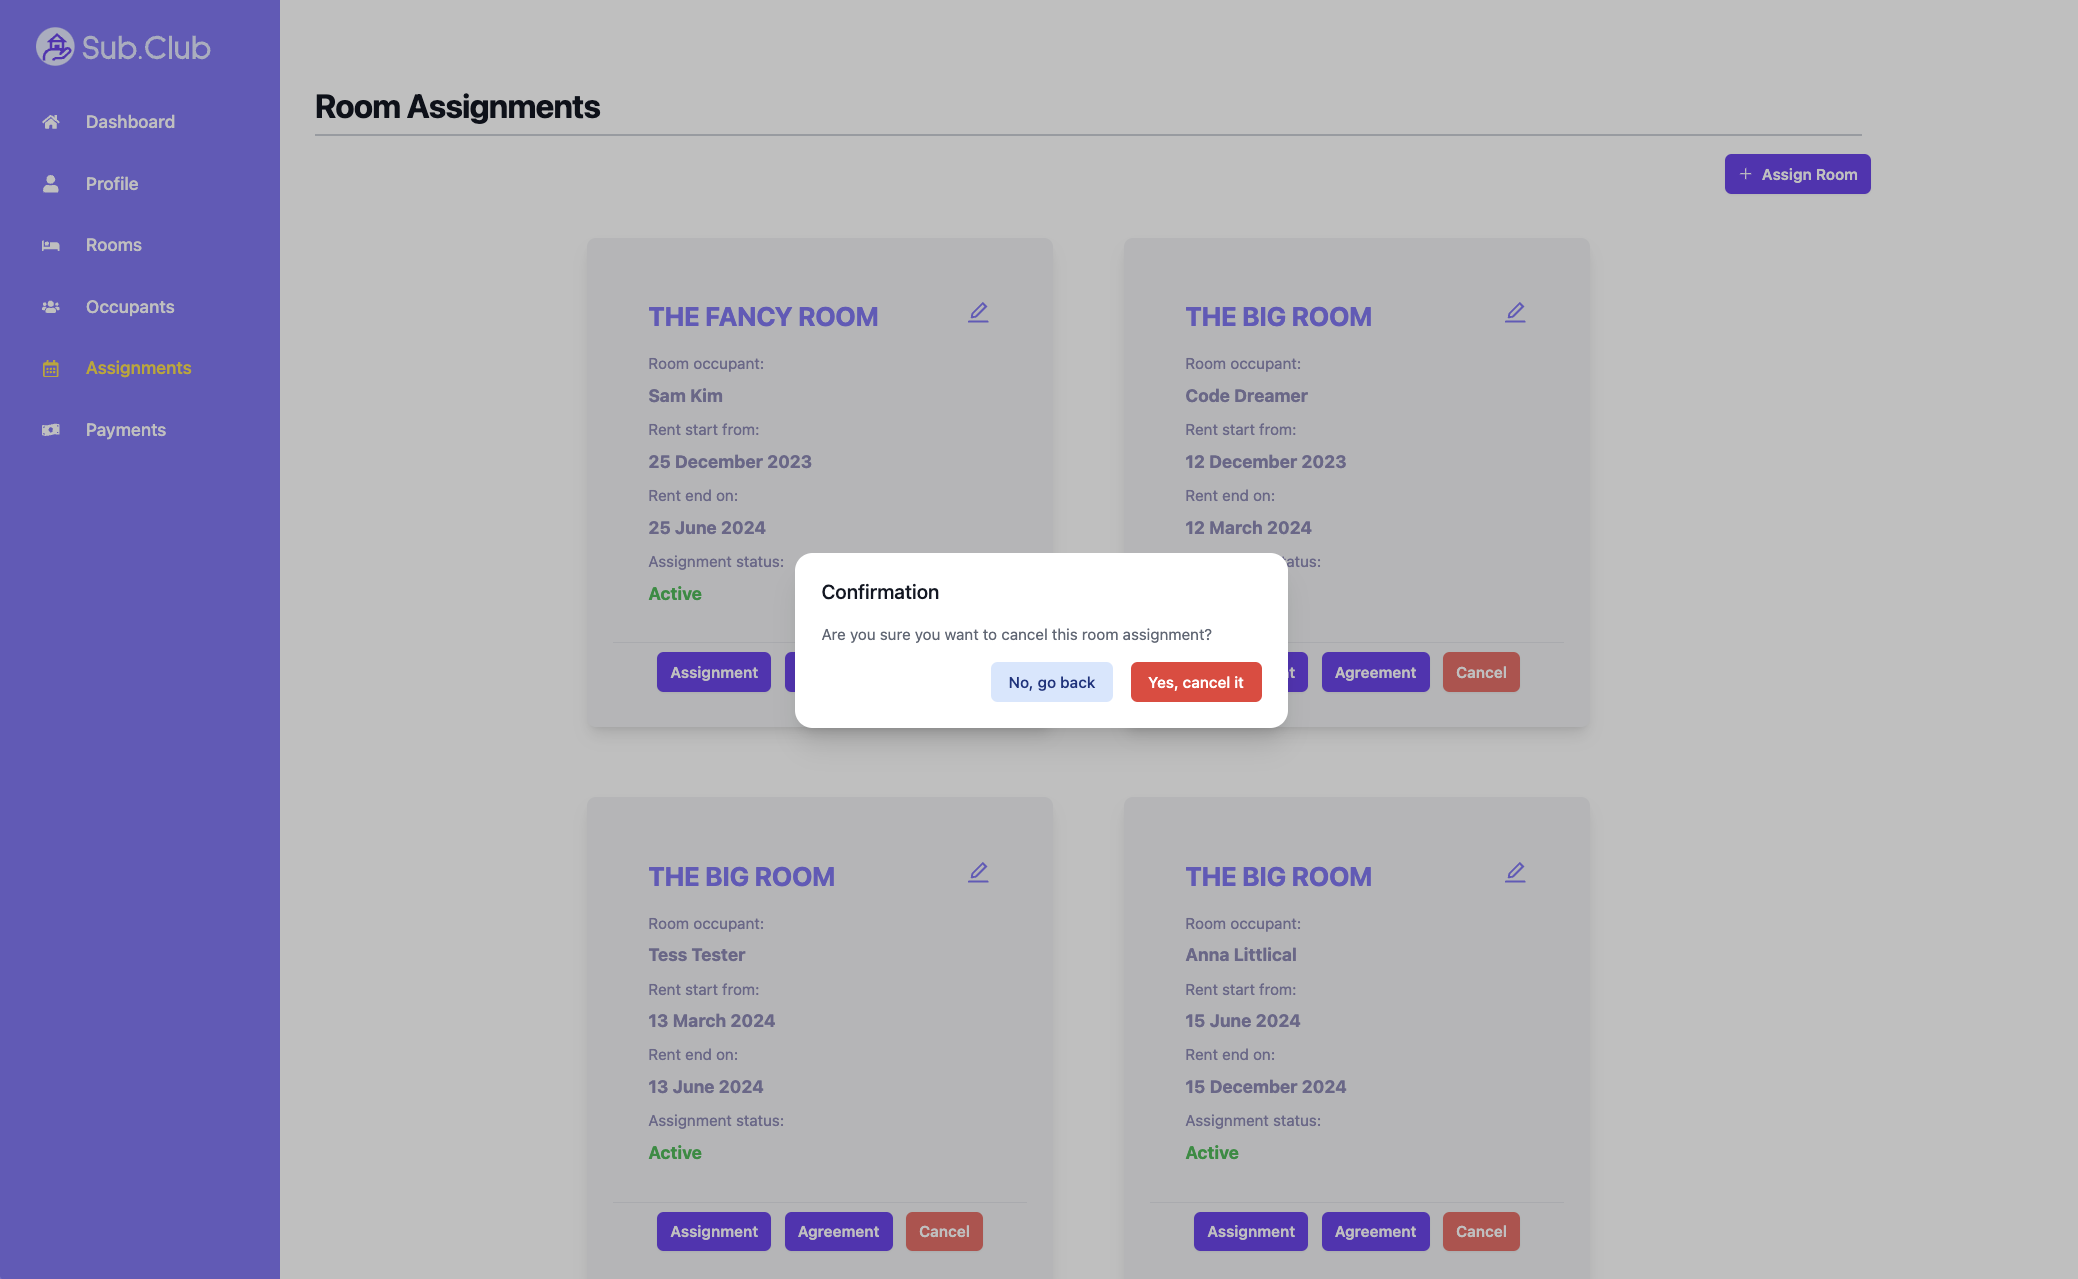 Sub.Club
Dashboard
Profile
Rooms
Occupants
Assignments
Payments
Room Assignments
+ Assign Room
THE FANCY ROOM
Room occupant:
Sam Kim
Rent start from:
25 December 2023
Rent end on:
25 June 2024
Assignment status:
Active
Assignment
THE BIG ROOM
Room occupant:
Code Dreamer
Rent start from:
12 December 2023
Rent end on:
12 March 2024
Agreement
Cancel
Confirmation
Are you sure you want to cancel this room assignment?
No, go back
Yes, cancel it
THE BIG ROOM
Room occupant:
Tess Tester
Rent start from:
13 March 2024
Rent end on:
13 June 2024
Assignment status:
Active
Assignment Agreement Cancel
THE BIG ROOM
Room occupant:
Anna Littlical
Rent start from:
15 June 2024
Rent end on:
15 December 2024
Assignment status:
Active
Assignment Agreement Cancel